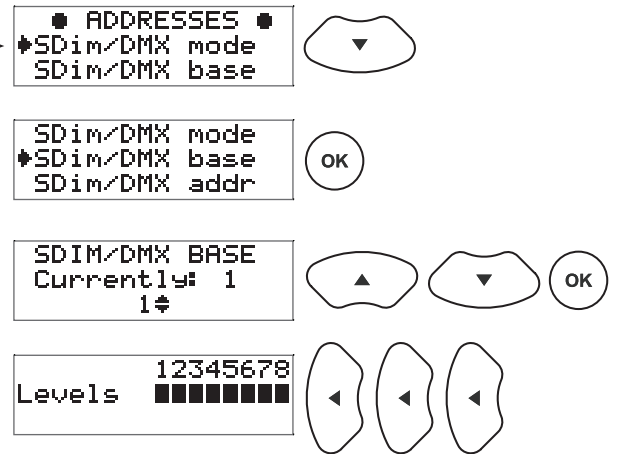 ● ADDRESSES ●
SDim/DMX mode
SDim/DMX base
SDim/DMX mode
SDim/DMX base
OK
SDim/DMX addr
SDIM/DMX BASE
Currently: 1
OK
1
12345678
Levels